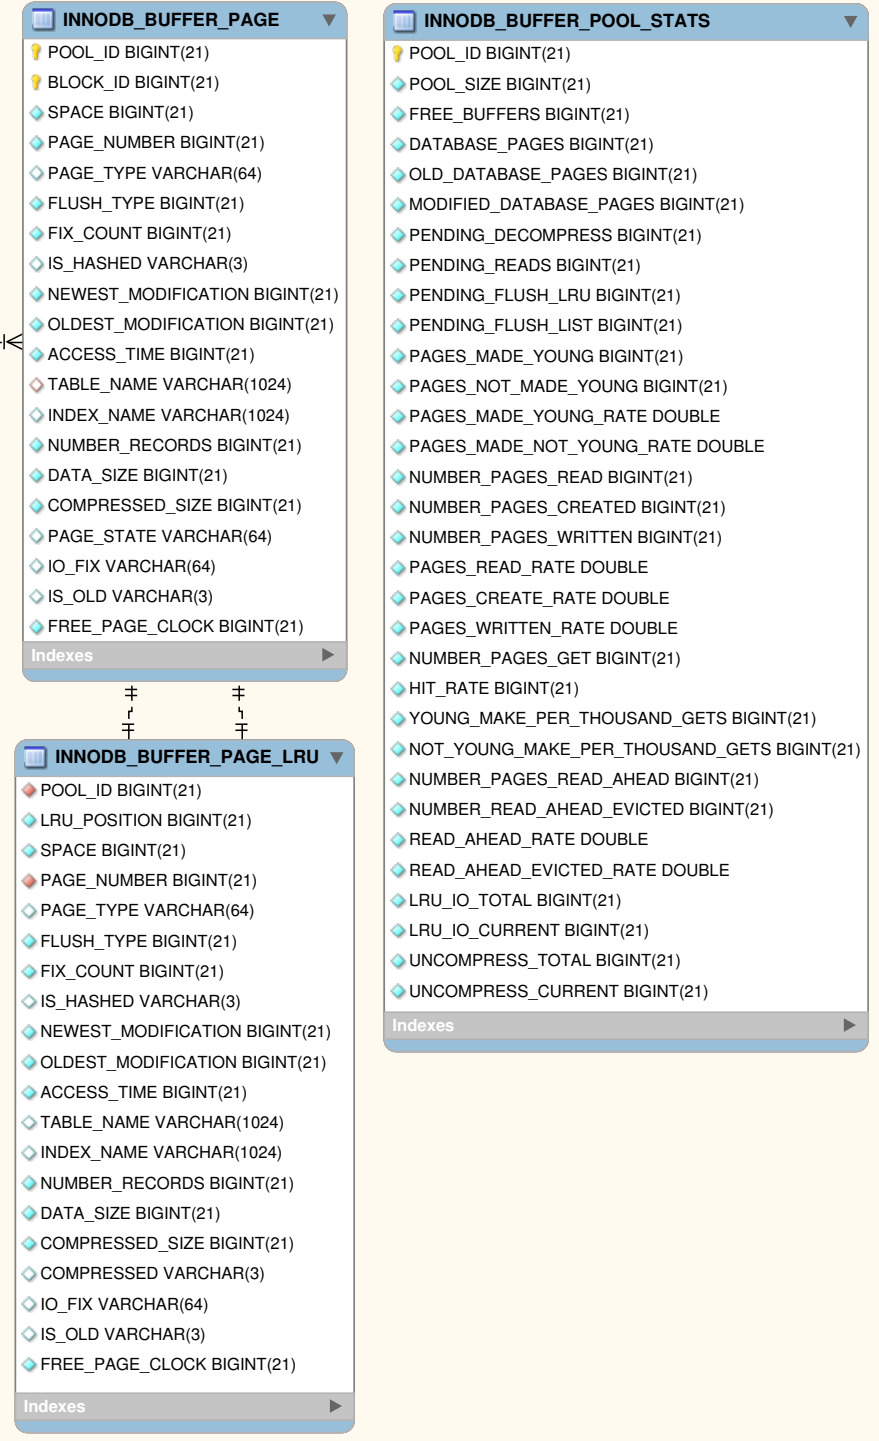 INNODB_BUFFER_PAGE
POOL_ID BIGINT(21)
BLOCK_ID BIGINT(21)
SPACE BIGINT(21)
PAGE_NUMBER BIGINT(21)
PAGE_TYPE VARCHAR(64)
FLUSH_TYPE BIGINT(21)
FIX_COUNT BIGINT(21)
IS_HASHED VARCHAR(3)
NEWEST_MODIFICATION BIGINT(21)
OLDEST_MODIFICATION BIGINT(21)
ACCESS_TIME BIGINT(21)
TABLE_NAME VARCHAR(1024)
INDEX_NAME VARCHAR(1024)
NUMBER_RECORDS BIGINT(21)
DATA_SIZE BIGINT(21)
COMPRESSED_SIZE BIGINT(21)
PAGE_STATE VARCHAR(64)
IO_FIX VARCHAR(64)
IS_OLD VARCHAR(3)
FREE_PAGE_CLOCK BIGINT(21)
Indexes
INNODB_BUFFER_PAGE_LRU
POOL_ID BIGINT(21)
LRU_POSITION BIGINT(21)
SPACE BIGINT(21)
PAGE_NUMBER BIGINT(21)
PAGE_TYPE VARCHAR(64)
FLUSH_TYPE BIGINT(21)
FIX_COUNT BIGINT(21)
IS_HASHED VARCHAR(3)
NEWEST_MODIFICATION BIGINT(21)
OLDEST_MODIFICATION BIGINT(21)
ACCESS_TIME BIGINT(21)
TABLE_NAME VARCHAR(1024)
INDEX_NAME VARCHAR(1024)
NUMBER_RECORDS BIGINT(21)
DATA_SIZE BIGINT(21)
COMPRESSED_SIZE BIGINT(21)
COMPRESSED VARCHAR(3)
IO_FIX VARCHAR(64)
IS_OLD VARCHAR(3)
FREE_PAGE_CLOCK BIGINT(21)
Indexes
INNODB_BUFFER_POOL_STATS
POOL_ID BIGINT(21)
POOL_SIZE BIGINT(21)
FREE_BUFFERS BIGINT(21)
DATABASE_PAGES BIGINT(21)
OLD_DATABASE_PAGES BIGINT(21)
MODIFIED_DATABASE_PAGES BIGINT(21)
PENDING_DECOMPRESS BIGINT(21)
PENDING_READS BIGINT(21)
PENDING_FLUSH_LRU BIGINT(21)
PENDING_FLUSH_LIST BIGINT(21)
PAGES_MADE_YOUNG BIGINT(21)
PAGES_NOT_MADE_YOUNG BIGINT(21)
PAGES_MADE_YOUNG_RATE DOUBLE
PAGES_MADE_NOT_YOUNG_RATE DOUBLE
NUMBER_PAGES_READ BIGINT(21)
NUMBER_PAGES_CREATED BIGINT(21)
NUMBER_PAGES_WRITTEN BIGINT(21)
PAGES_READ_RATE DOUBLE
PAGES_CREATE_RATE DOUBLE
PAGES_WRITTEN_RATE DOUBLE
NUMBER_PAGES_GET BIGINT(21)
HIT_RATE BIGINT(21)
YOUNG_MAKE_PER_THOUSAND_GETS BIGINT(21)
NOT_YOUNG_MAKE_PER_THOUSAND_GETS BIGINT(21)
NUMBER_PAGES_READ_AHEAD BIGINT(21)
NUMBER_READ_AHEAD_EVICTED BIGINT(21)
READ_AHEAD_RATE DOUBLE
READ_AHEAD_EVICTED_RATE DOUBLE
LRU_IO_TOTAL BIGINT(21)
LRU_IO_CURRENT BIGINT(21)
UNCOMPRESS_TOTAL BIGINT(21)
UNCOMPRESS_CURRENT BIGINT(21)
Indexes